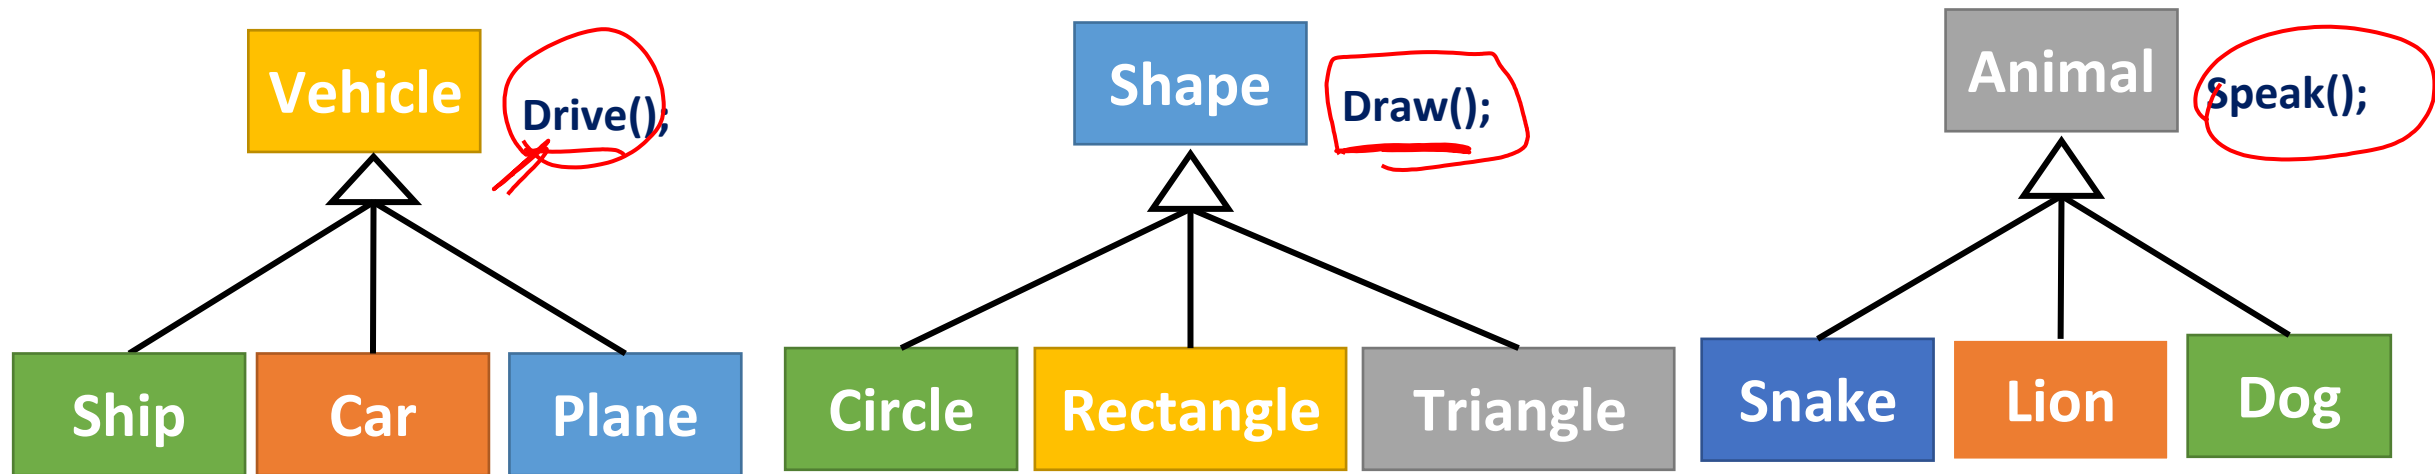 Vehicle
Drive();
Ship
Car
Plane
Shape
Draw();
Circle
Rectangle
Triangle
Animal
Speak();
Snake
Lion
Dog